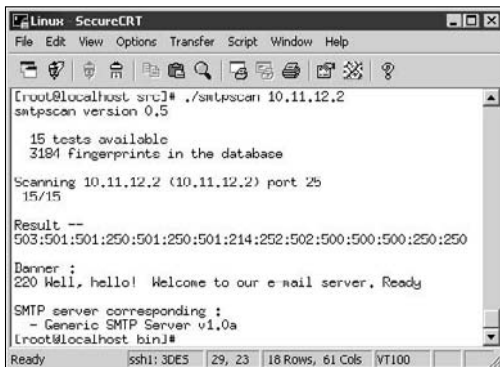 Linux - SecureCRT
File Edit View Options Transfer Script Window Help
[root@localhost src]# ./smtpscan 10.11.12.2
smtpscan version 0.5
15 tests available
3184 fingerprints in the database
Scanning 10.11.12.2 (10.11.12.2) port 25
15/15
Result --
503:501:501:250:501:250:501:214:252:502:500:500:500:250:250
Banner :
220 Well, hello! Welcome to our e-mail server. Ready
SMTP server corresponding :
- Generic SMTP Server v1.0a
[root@localhost bin]#
Ready ssh1: 3DES 29, 23 18 Rows, 61 Cols VT100